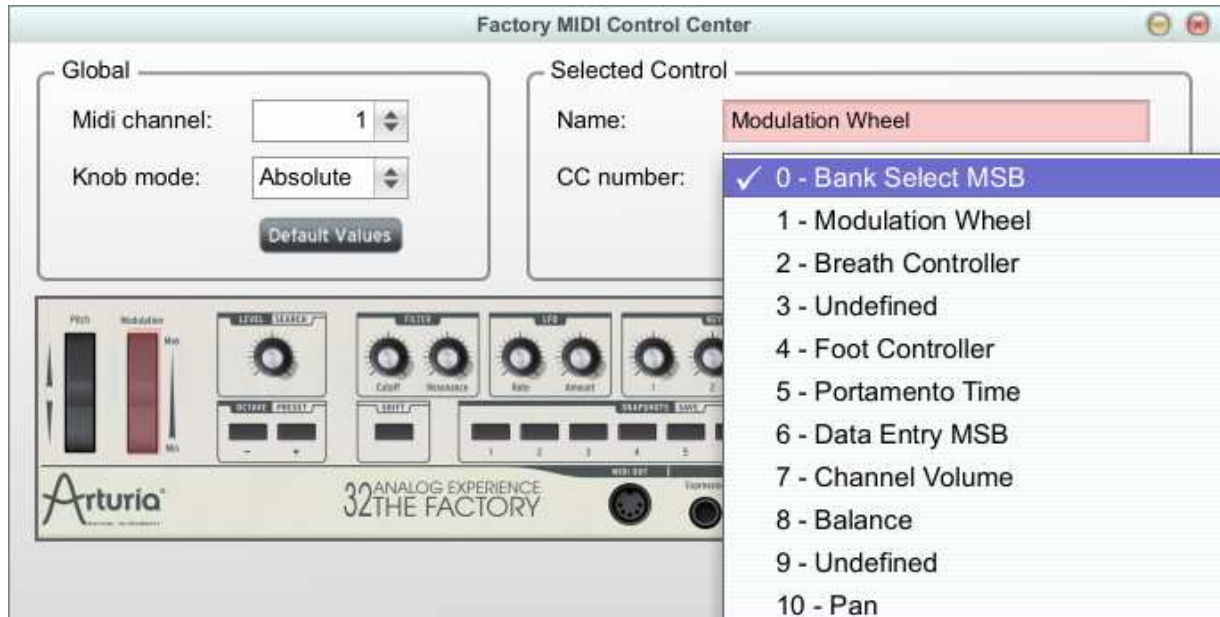 Factory MIDI Control Center
Global
Midi channel: 1
Knob mode: Absolute
Default Values
Selected Control
Name: Modulation Wheel
CC number:
✓ 0 - Bank Select MSB
1 - Modulation Wheel
2 - Breath Controller
3 - Undefined
4 - Foot Controller
5 - Portamento Time
6 - Data Entry MSB
7 - Channel Volume
8 - Balance
9 - Undefined
10 - Pan
Pitch Modulation
Max
Min
LEVEL SEARCH
FILTER
LFO
Cutoff Resonance
Rate Amount
1 2
OCTAVE PRESET
SHIFT
SNAPSHOTS SAVE
- +
1 2 3 4 5
MIDI OUT
Arturia
32 ANALOG EXPERIENCE
THE FACTORY